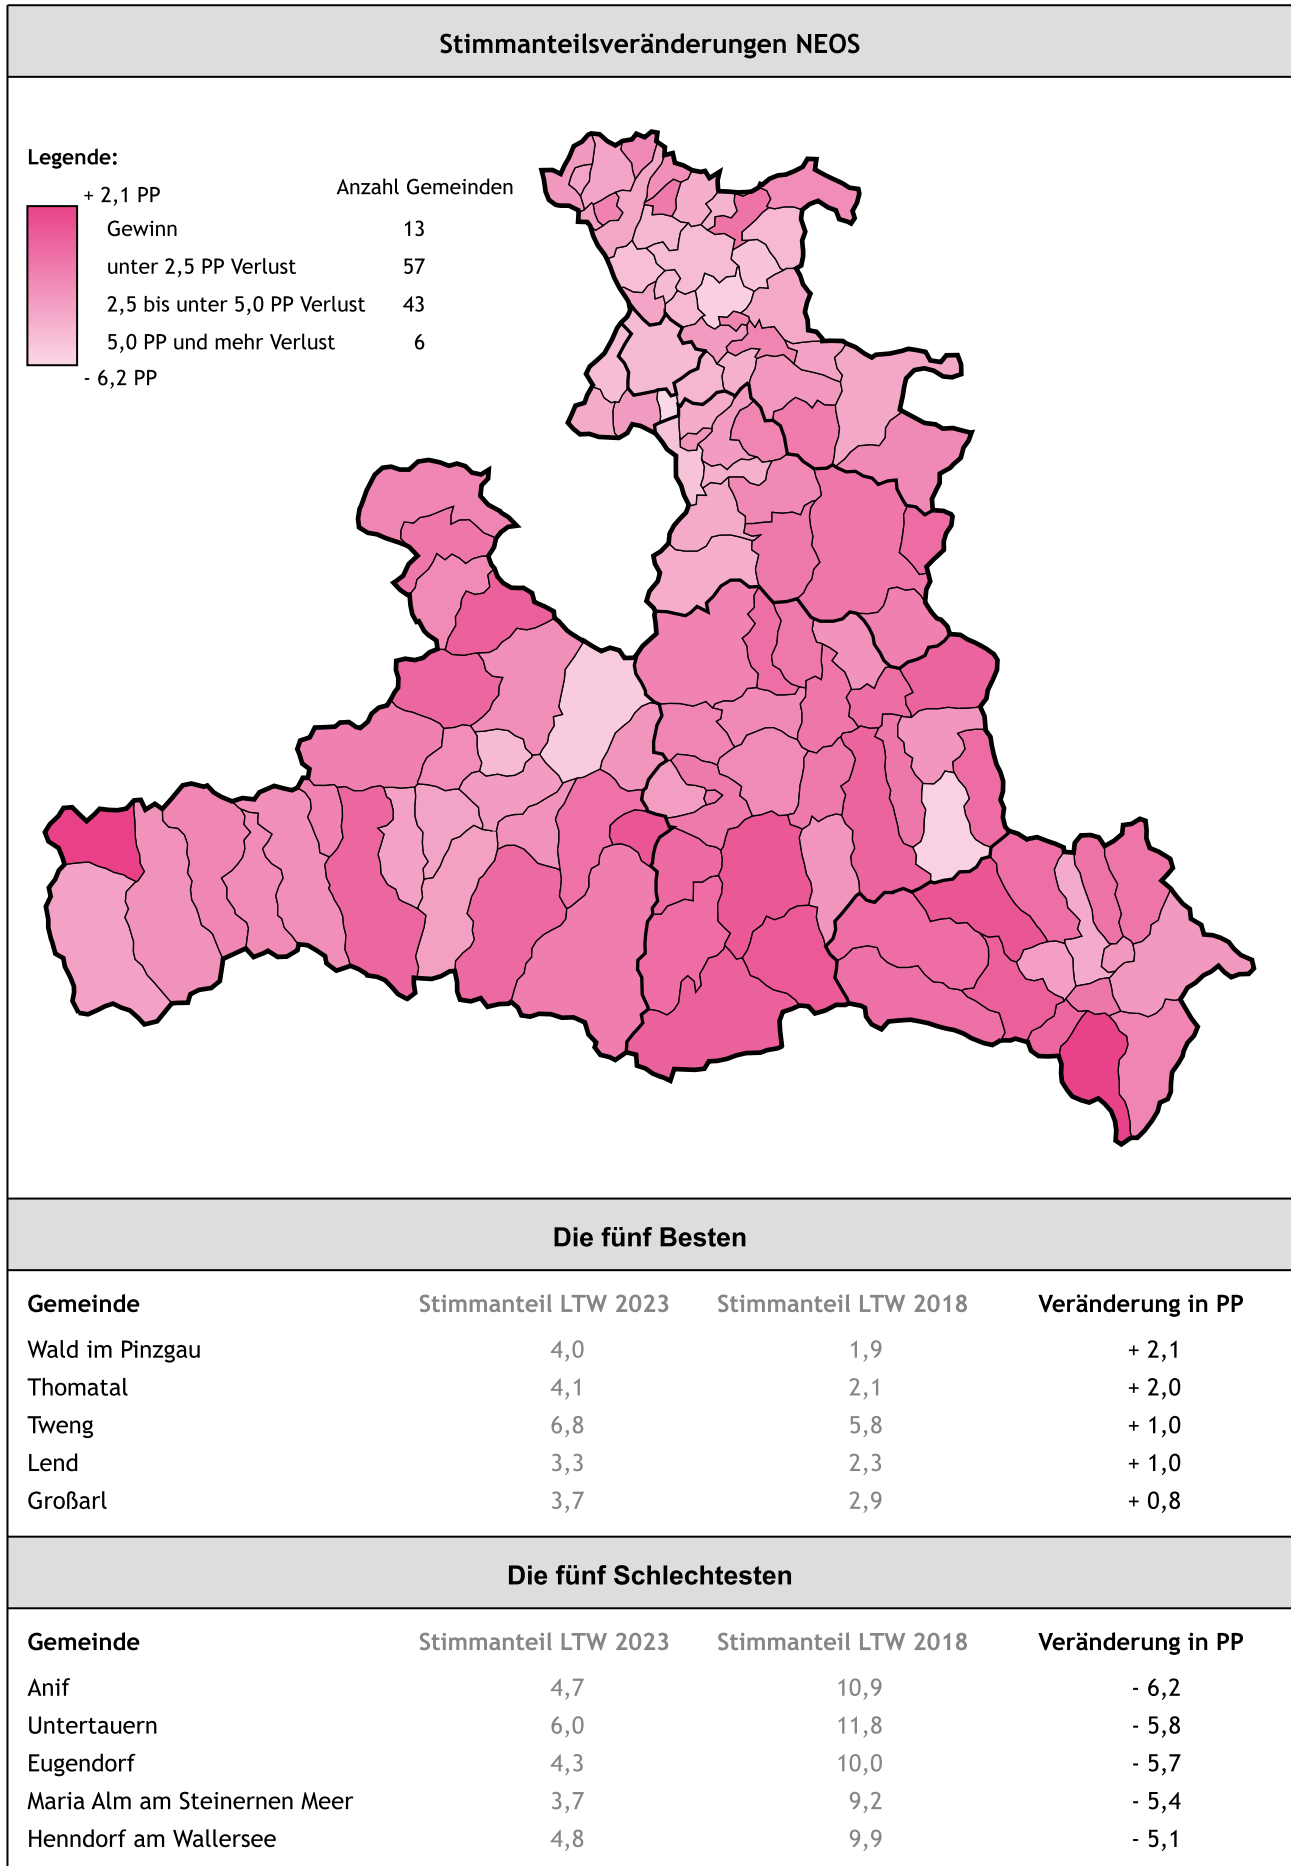 Stimmanteilsveränderungen NEOS
Legende:
+ 2,1 PP
Anzahl Gemeinden
Gewinn 13
unter 2,5 PP Verlust 57
2,5 bis unter 5,0 PP Verlust 43
5,0 PP und mehr Verlust 6
- 6,2 PP
Die fünf Besten
Gemeinde Stimmanteil LTW 2023 Stimmanteil LTW 2018 Veränderung in PP
Wald im Pinzgau 4,0 1,9 + 2,1
Thomatal 4,1 2,1 + 2,0
Tweng 6,8 5,8 + 1,0
Lend 3,3 2,3 + 1,0
Großarl 3,7 2,9 + 0,8
Die fünf Schlechtesten
Gemeinde Stimmanteil LTW 2023 Stimmanteil LTW 2018 Veränderung in PP
Anif 4,7 10,9 - 6,2
Untertauern 6,0 11,8 - 5,8
Eugendorf 4,3 10,0 - 5,7
Maria Alm am Steinernen Meer 3,7 9,2 - 5,4
Henndorf am Wallersee 4,8 9,9 - 5,1